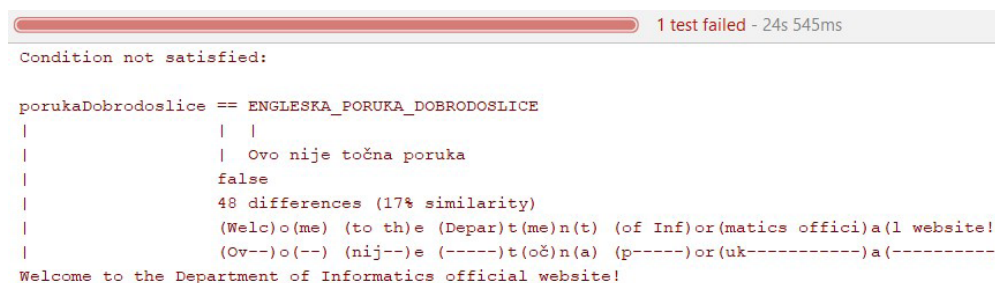 1 test failed - 24s 545ms
Condition not satisfied:
porukaDobrodoslice == ENGLESKA_PORUKA_DOBRODOSLICE
|                  |  |
|                  |  Ovo nije točna poruka
|                  false
|                  48 differences (17% similarity)
|                  (Welc)o(me) (to th)e (Depar)t(me)n(t) (of Inf)or(matics offici)a(l website!
|                  (Ov--)o(--) (nij--)e (-----)t(oč)n(a) (p-----)or(uk-----------)a(----------
Welcome to the Department of Informatics official website!